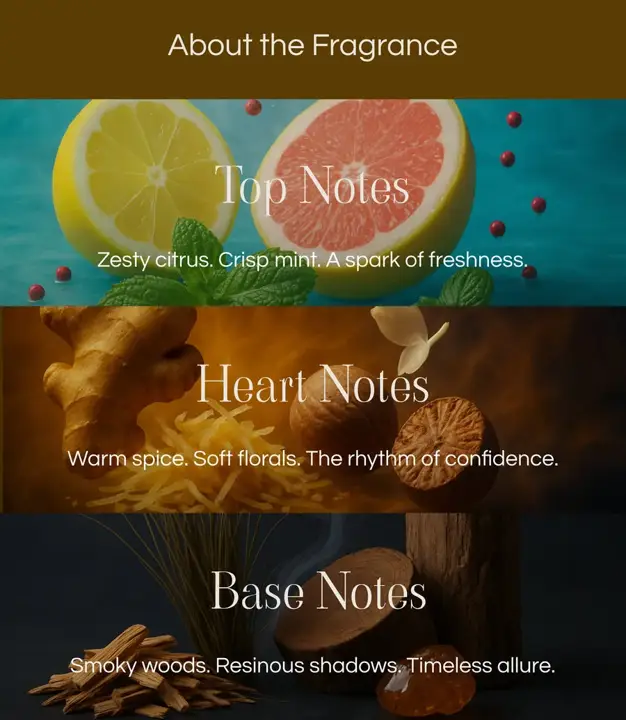 About the Fragrance
Top Notes
Zesty citrus. Crisp mint. A spark of freshness.
Heart Notes
Warm spice. Soft florals. The rhythm of confidence.
Base Notes
Smoky woods. Resinous shadows. Timeless allure.